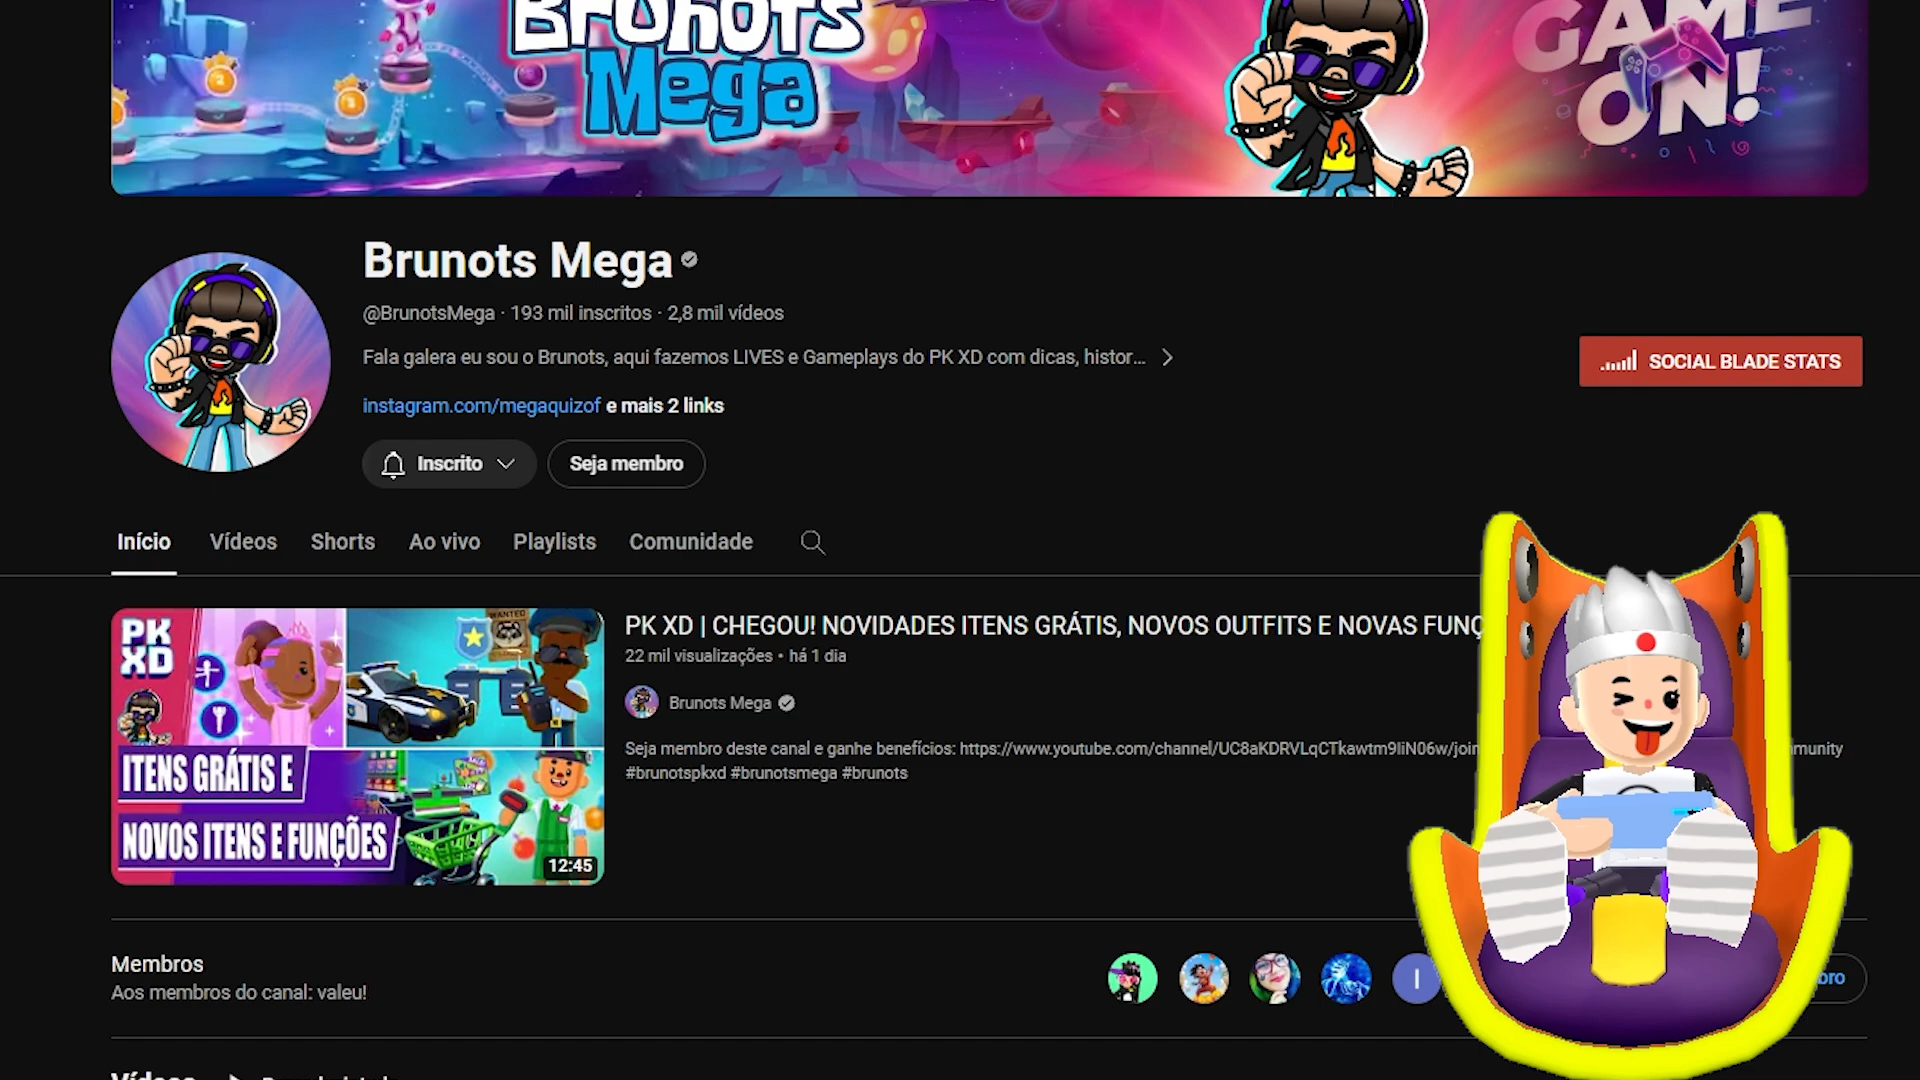 Brunots
Mega
GAME
ON!
Brunots Mega
@BrunotsMega · 193 mil inscritos · 2,8 mil vídeos
Fala galera eu sou o Brunots, aqui fazemos LIVES e Gameplays do PK XD com dicas, histor...
SOCIAL BLADE STATS
instagram.com/megaquizof e mais 2 links
Inscrito
Seja membro
Início Vídeos Shorts Ao vivo Playlists Comunidade
PK
XD
WANTED
ITENS GRÁTIS E
NOVOS ITENS E FUNÇÕES
12:45
PK XD | CHEGOU! NOVIDADES ITENS GRÁTIS, NOVOS OUTFITS E NOVAS FUNÇ
22 mil visualizações • há 1 dia
Brunots Mega
Seja membro deste canal e ganhe benefícios: https://www.youtube.com/channel/UC8aKDRVLqCTkawtm9IiN06w/join munity
#brunotspkxd #brunotsmega #brunots
Membros
Aos membros do canal: valeu!
I
bro
Vídeos